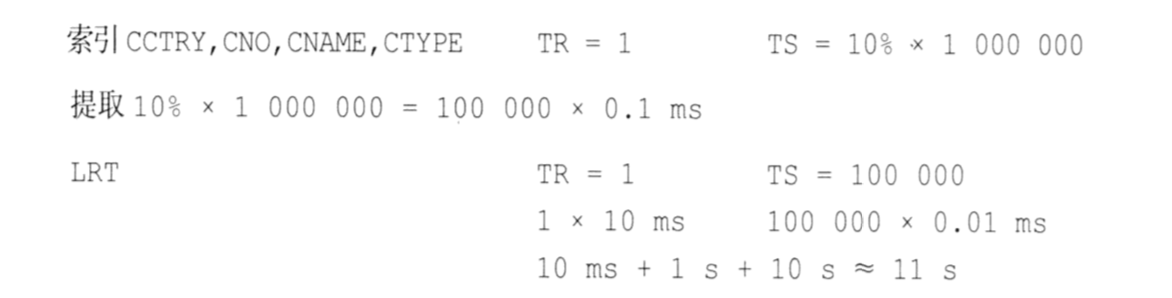 索引 CCTRY,CNO,CNAME,CTYPE TR = 1 TS = 10% × 1 000 000
提取 10% × 1 000 000 = 100 000 × 0.1 ms
LRT TR = 1 TS = 100 000
1 × 10 ms 100 000 × 0.01 ms
10 ms + 1 s + 10 s ≈ 11 s